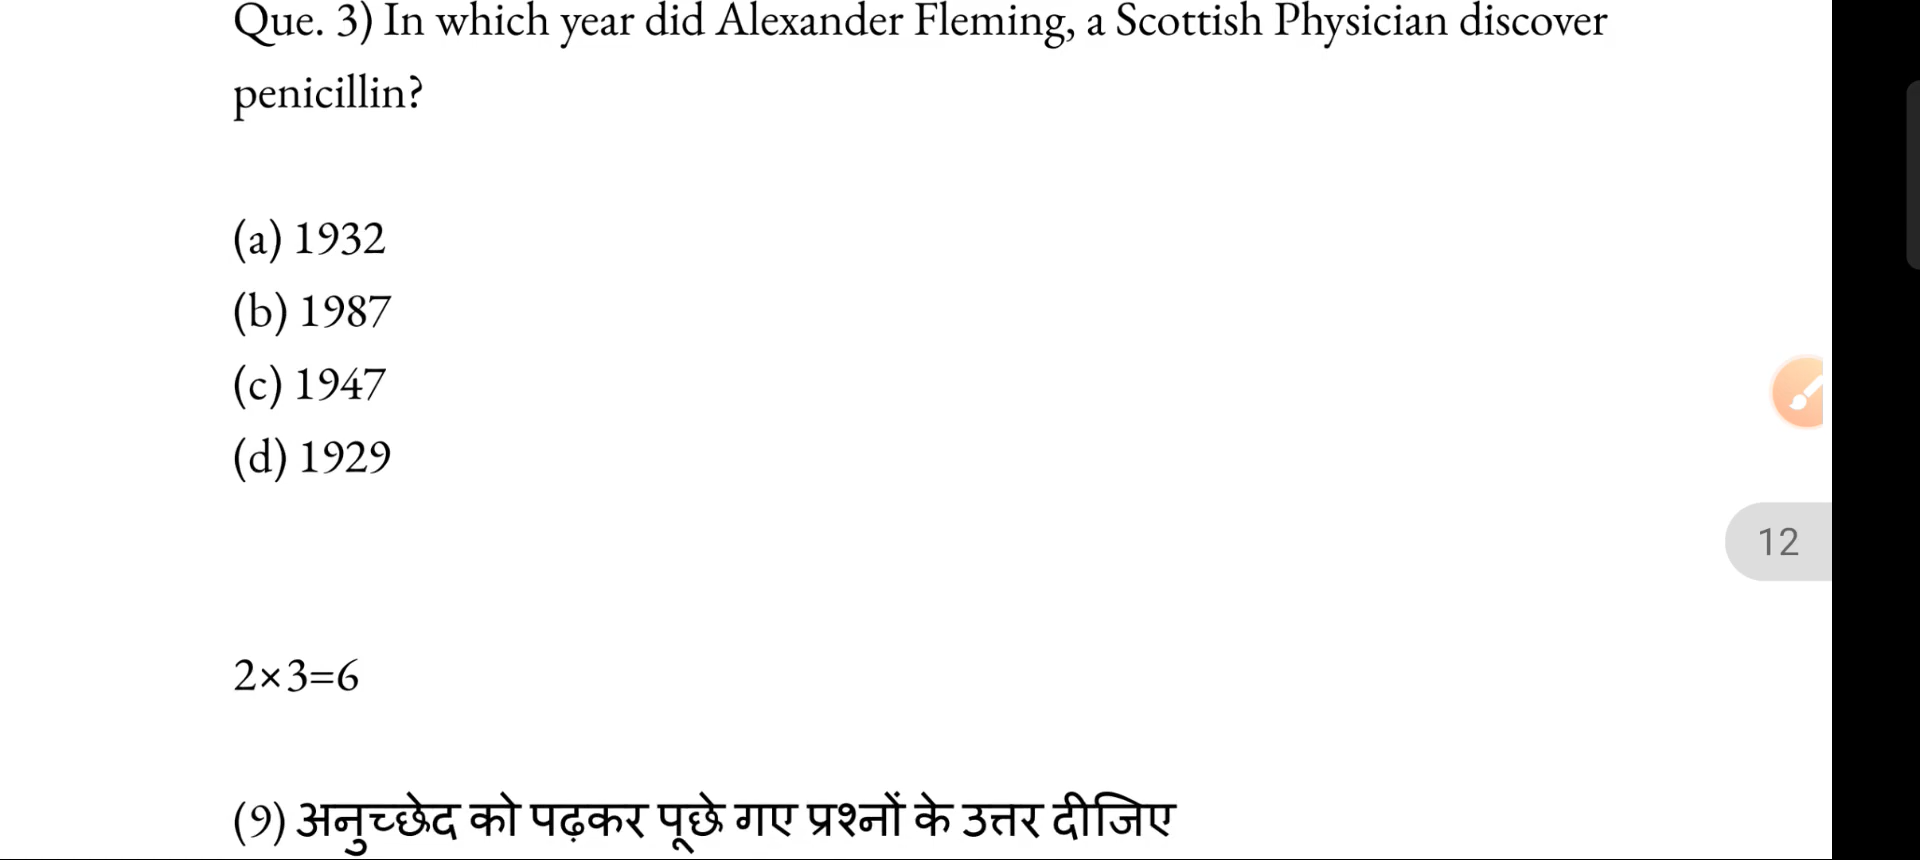 Que. 3) In which year did Alexander Fleming, a Scottish Physician discover
penicillin?
(a) 1932
(b) 1987
(c) 1947
(d) 1929
12
2×3=6
(9) अनुच्छेद को पढ़कर पूछे गए प्रश्नों के उत्तर दीजिए